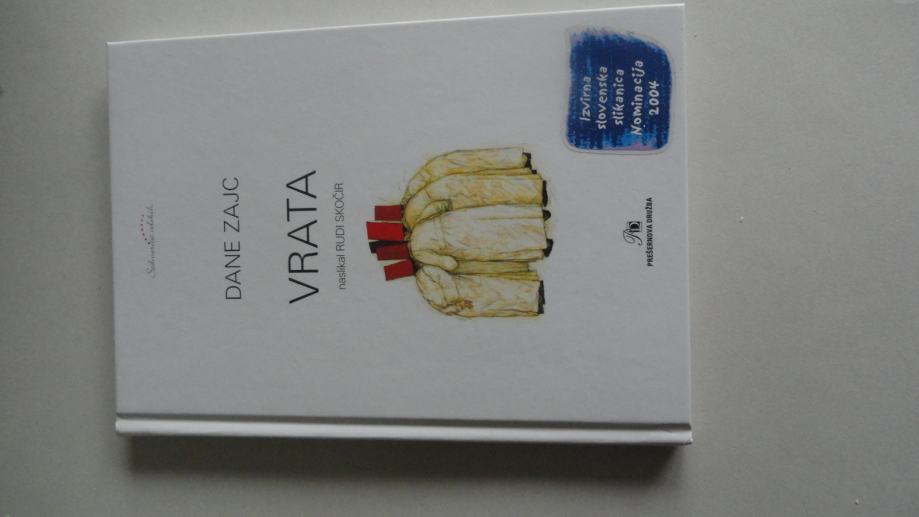 DANE ZAJC
VRATA
naslikal RUDI SKOČIR
PREŠERNOVA DRUŽBA
Izvirna
slovenska
slikanica
Nominacija
2004